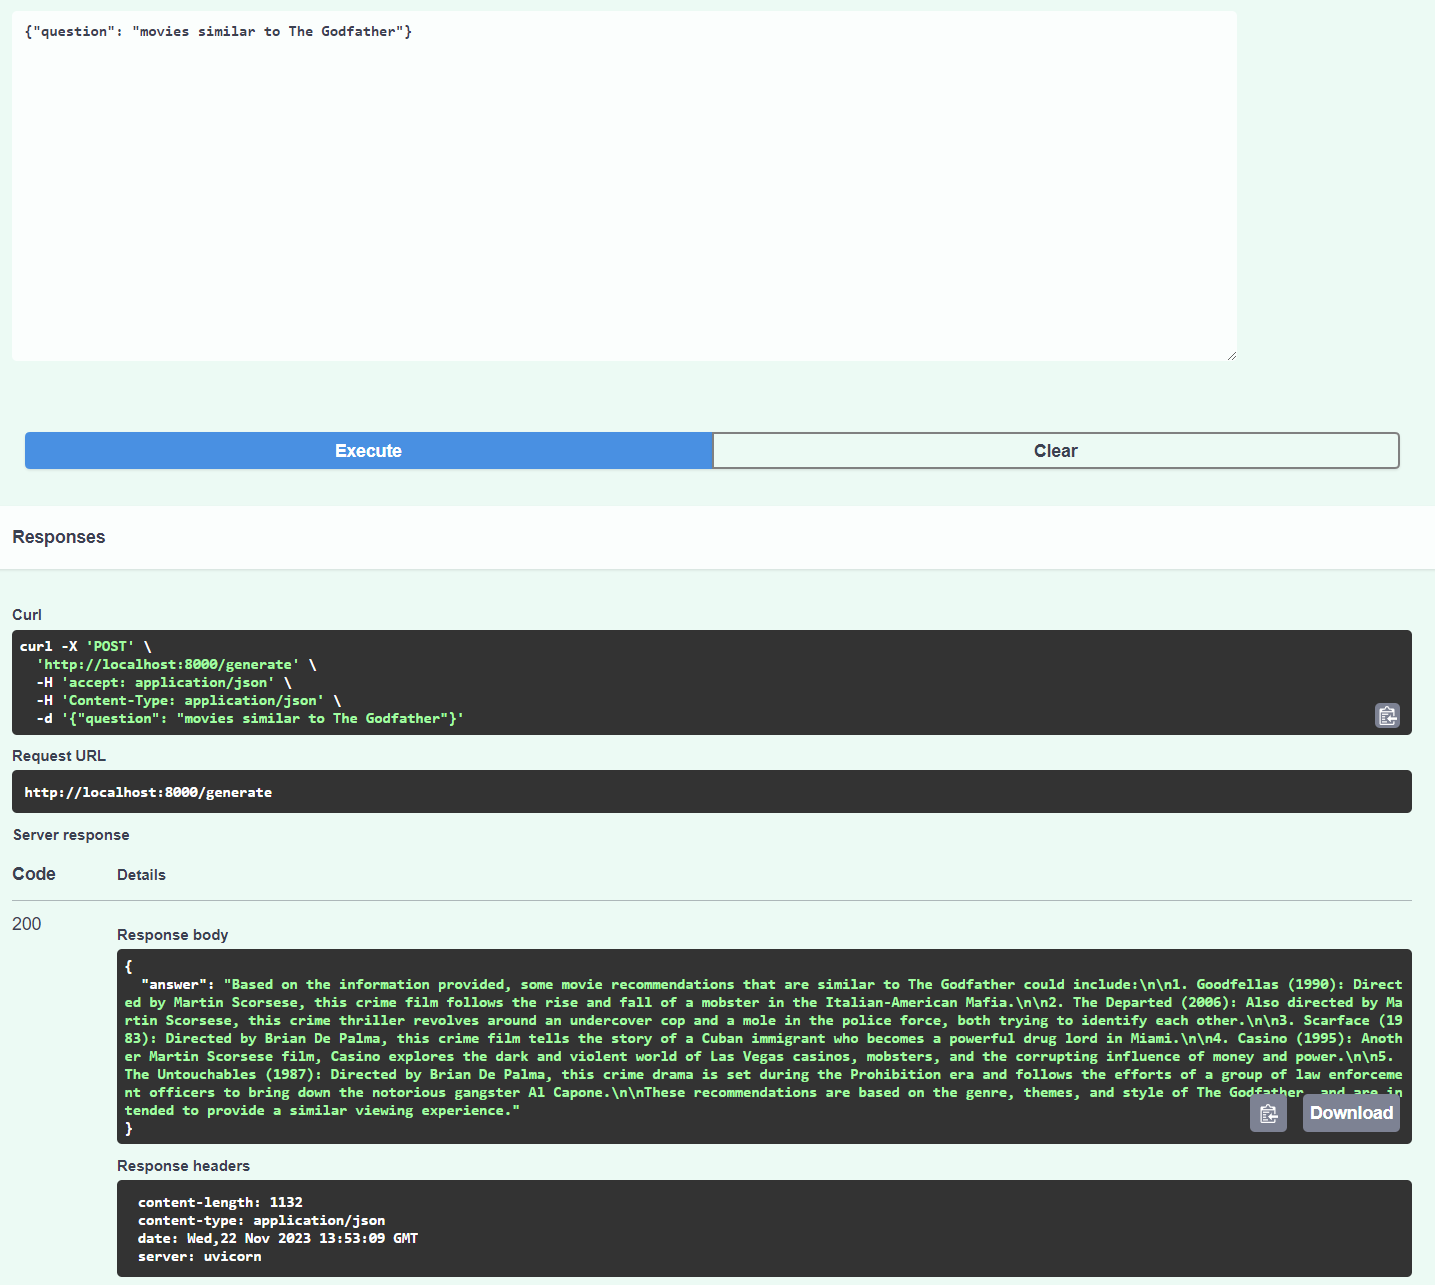 {"question": "movies similar to The Godfather"}
Execute
Clear
Responses
Curl
curl -X 'POST' \
  'http://localhost:8000/generate' \
  -H 'accept: application/json' \
  -H 'Content-Type: application/json' \
  -d '{"question": "movies similar to The Godfather"}'
Request URL
http://localhost:8000/generate
Server response
Code
Details
200
Response body
{
  "answer": "Based on the information provided, some movie recommendations that are similar to The Godfather could include:\n\n1. Goodfellas (1990): Direct
ed by Martin Scorsese, this crime film follows the rise and fall of a mobster in the Italian-American Mafia.\n\n2. The Departed (2006): Also directed by Ma
rtin Scorsese, this crime thriller revolves around an undercover cop and a mole in the police force, both trying to identify each other.\n\n3. Scarface (19
83): Directed by Brian De Palma, this crime film tells the story of a Cuban immigrant who becomes a powerful drug lord in Miami.\n\n4. Casino (1995): Anoth
er Martin Scorsese film, Casino explores the dark and violent world of Las Vegas casinos, mobsters, and the corrupting influence of money and power.\n\n5.
The Untouchables (1987): Directed by Brian De Palma, this crime drama is set during the Prohibition era and follows the efforts of a group of law enforceme
nt officers to bring down the notorious gangster Al Capone.\n\nThese recommendations are based on the genre, themes, and style of The Godfather, and are in
tended to provide a similar viewing experience."
}
Download
Response headers
content-length: 1132
content-type: application/json
date: Wed,22 Nov 2023 13:53:09 GMT
server: uvicorn